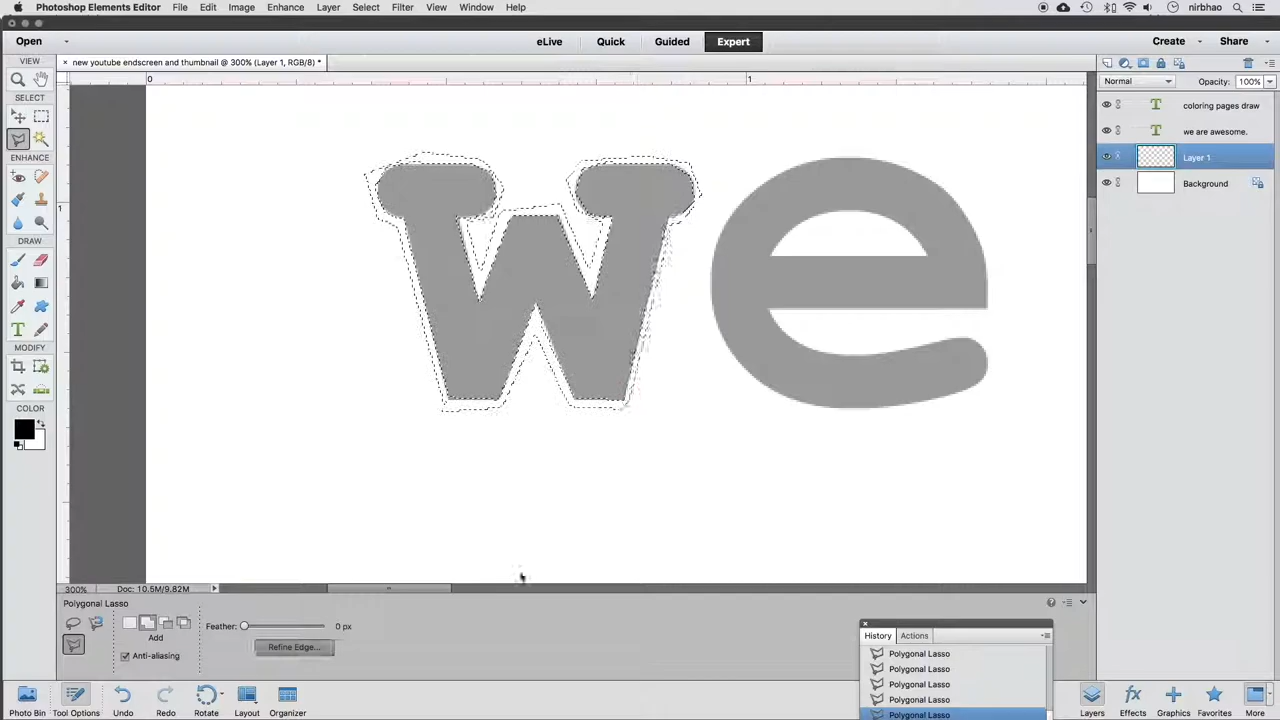 Photoshop Elements Editor File Edit Image Enhance Layer Select Filter View Window Help nirbhao
Open eLive Quick Guided Expert Create Share
new youtube endscreen and thumbnail @ 300% (Layer 1, RGB/8) *
VIEW
0 1
Normal Opacity: 100%
SELECT
T coloring pages draw
T we are awesome.
ENHANCE
Layer 1
Background
1
we
DRAW
T
MODIFY
COLOR
300% Doc: 10.5M/9.82M
Polygonal Lasso
Add
Feather: 0 px
Refine Edge...
Anti-aliasing
History Actions
Polygonal Lasso
Polygonal Lasso
Polygonal Lasso
Polygonal Lasso
Polygonal Lasso
Photo Bin Tool Options Undo Redo Rotate Layout Organizer Layers Effects Graphics Favorites More